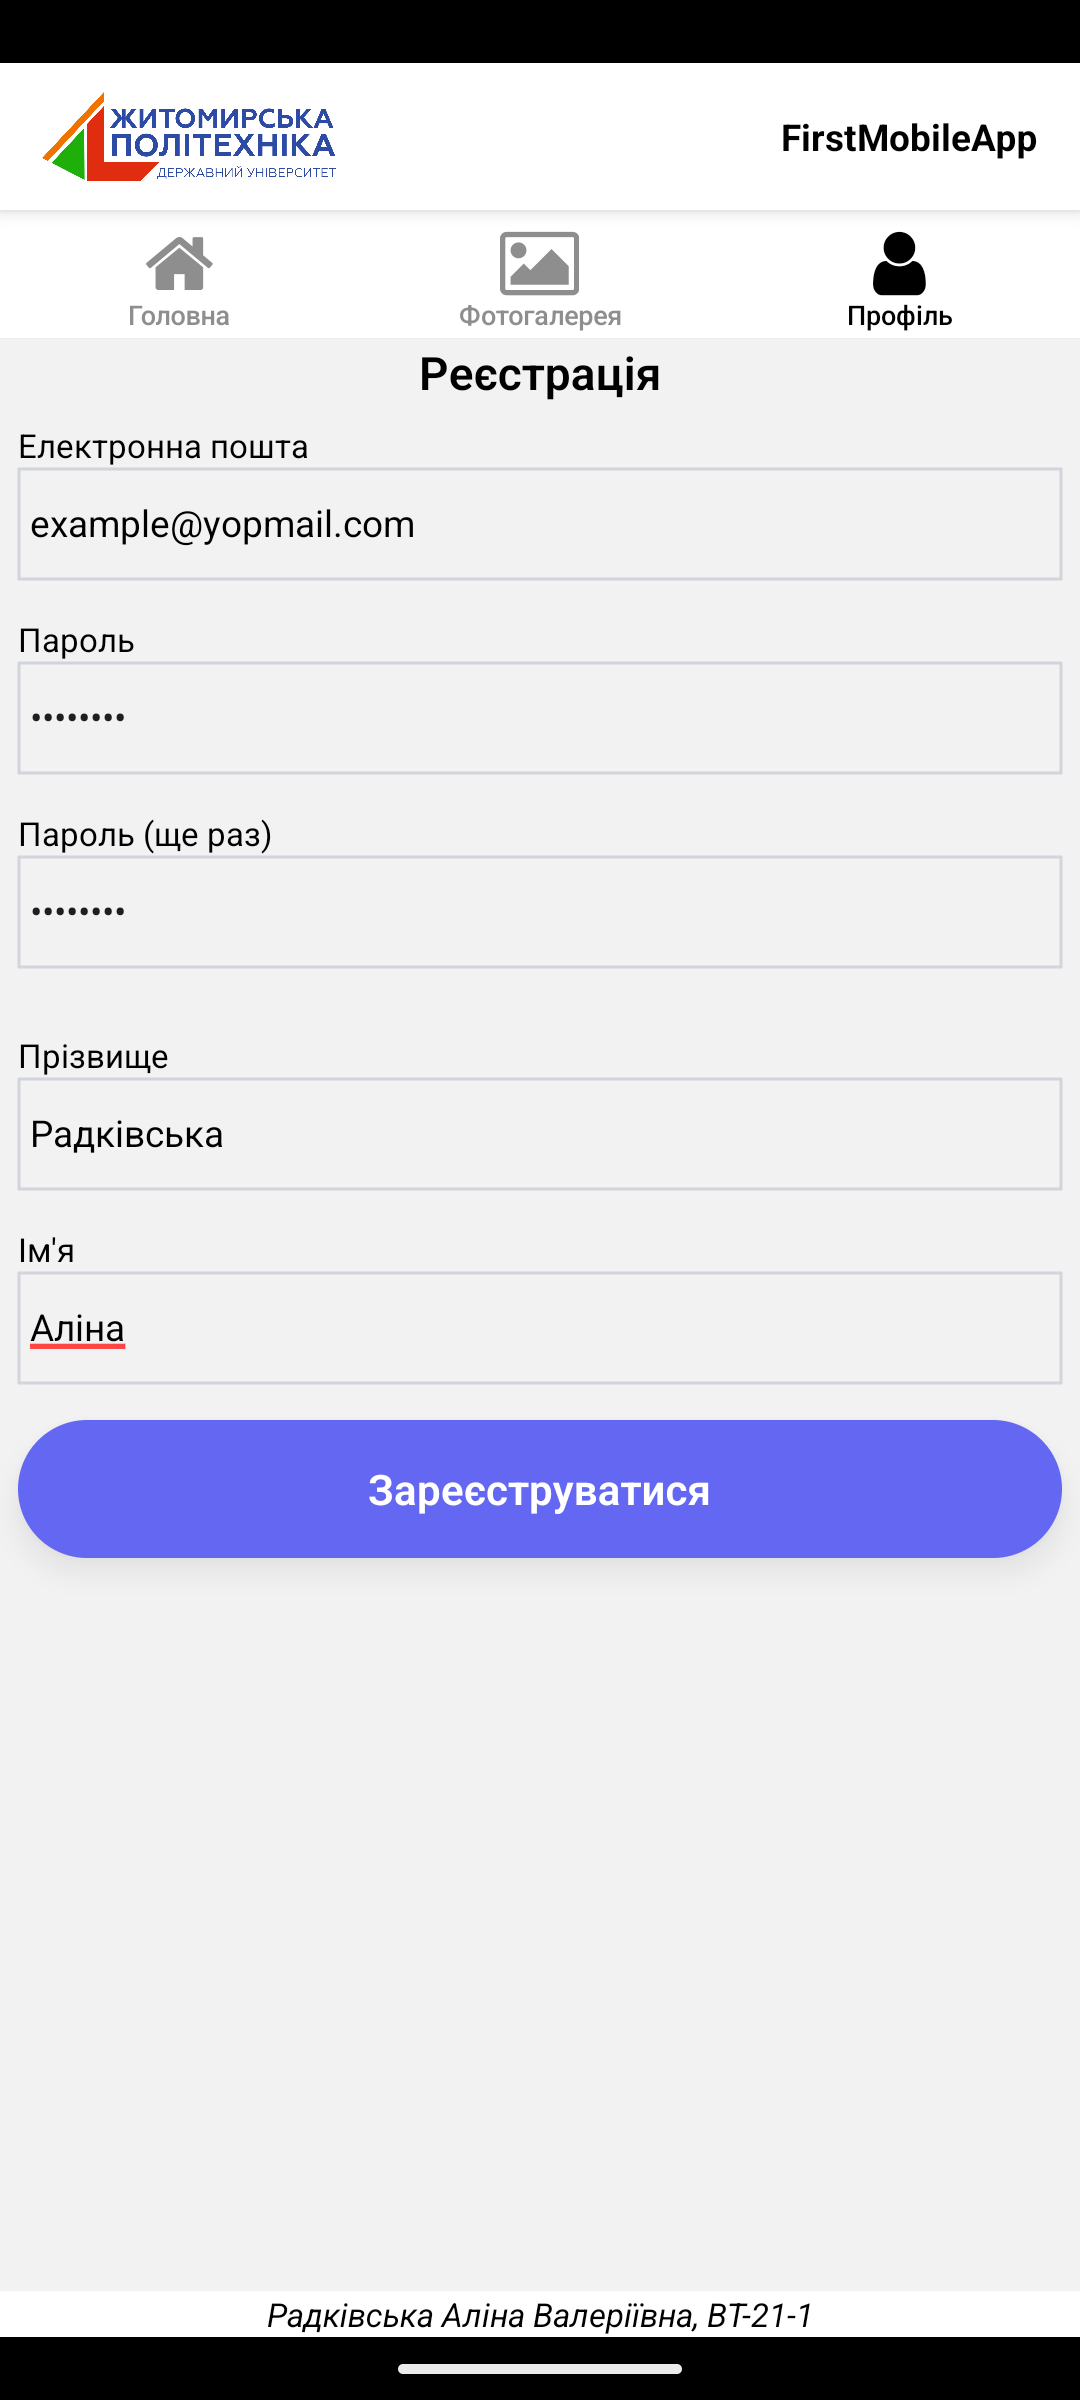 ЖИТОМИРСЬКА
ПОЛІТЕХНІКА
ДЕРЖАВНИЙ УНІВЕРСИТЕТ
FirstMobileApp
Головна
Фотогалерея
Профіль
Реєстрація
Електронна пошта
example@yopmail.com
Пароль
••••••••
Пароль (ще раз)
••••••••
Прізвище
Радківська
Ім'я
Аліна
Зареєструватися
Радківська Аліна Валеріївна, ВТ-21-1